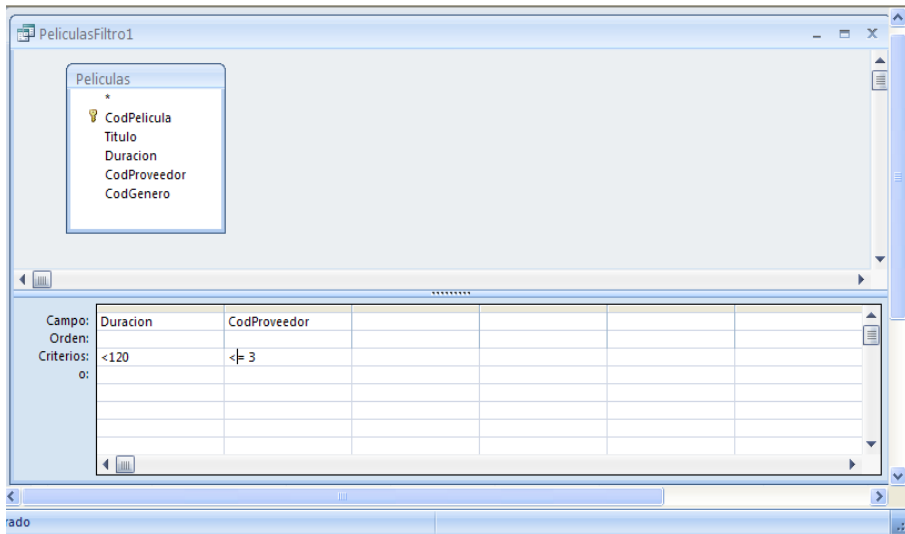 PeliculasFiltro1
Peliculas
*
CodPelicula
Titulo
Duracion
CodProveedor
CodGenero
Campo: Duracion CodProveedor
Orden:
Criterios: <120 <= 3
o:
rado